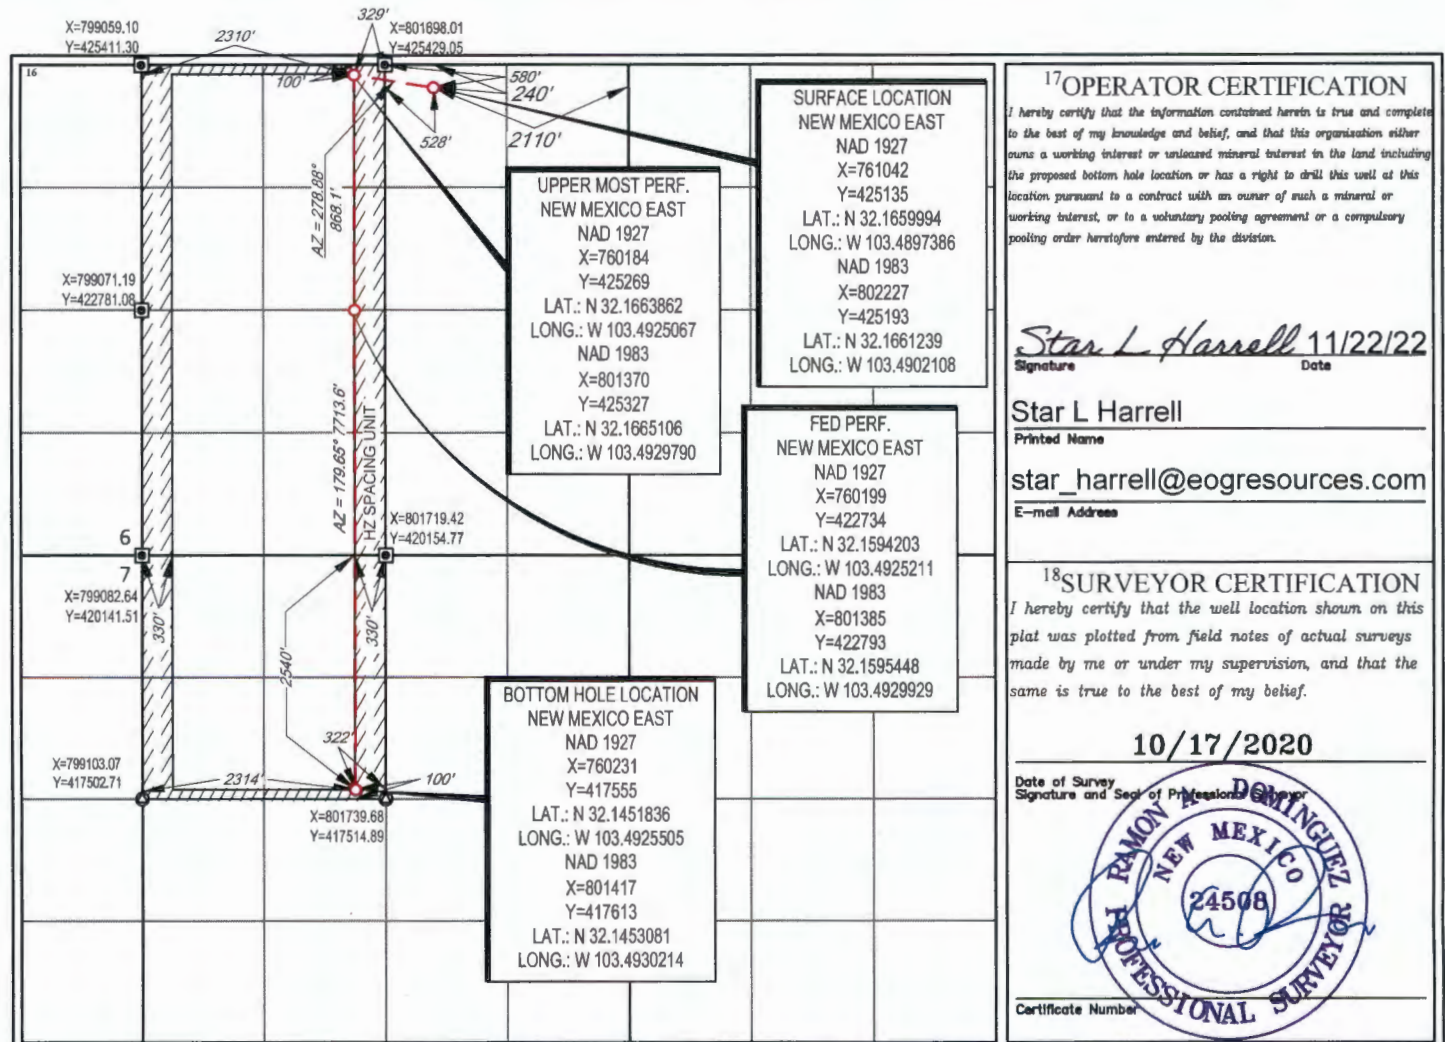 X=799059.10
Y=425411.30
2310'
329'
X=801698.01
Y=425429.05
16
100'
580'
240'
2110'
528'
AZ = 278.88°
868.1'
X=799071.19
Y=422781.08
AZ = 179.65° 7713.6'
HZ SPACING UNIT
X=801719.42
Y=420154.77
6
7
X=799082.64
Y=420141.51
330'
330'
2540'
322'
X=799103.07
Y=417502.71
2314'
100'
X=801739.68
Y=417514.89
SURFACE LOCATION
NEW MEXICO EAST
NAD 1927
X=761042
Y=425135
LAT.: N 32.1659994
LONG.: W 103.4897386
NAD 1983
X=802227
Y=425193
LAT.: N 32.1661239
LONG.: W 103.4902108
UPPER MOST PERF.
NEW MEXICO EAST
NAD 1927
X=760184
Y=425269
LAT.: N 32.1663862
LONG.: W 103.4925067
NAD 1983
X=801370
Y=425327
LAT.: N 32.1665106
LONG.: W 103.4929790
FED PERF.
NEW MEXICO EAST
NAD 1927
X=760199
Y=422734
LAT.: N 32.1594203
LONG.: W 103.4925211
NAD 1983
X=801385
Y=422793
LAT.: N 32.1595448
LONG.: W 103.4929929
BOTTOM HOLE LOCATION
NEW MEXICO EAST
NAD 1927
X=760231
Y=417555
LAT.: N 32.1451836
LONG.: W 103.4925505
NAD 1983
X=801417
Y=417613
LAT.: N 32.1453081
LONG.: W 103.4930214
17 OPERATOR CERTIFICATION
I hereby certify that the information contained herein is true and complete
to the best of my knowledge and belief, and that this organization either
owns a working interest or unleased mineral interest in the land including
the proposed bottom hole location or has a right to drill this well at this
location pursuant to a contract with an owner of such a mineral or
working interest, or to a voluntary pooling agreement or a compulsory
pooling order heretofore entered by the division.
Star L Harrell 11/22/22
Signature Date
Star L Harrell
Printed Name
star_harrell@eogresources.com
E-mail Address
18 SURVEYOR CERTIFICATION
I hereby certify that the well location shown on this
plat was plotted from field notes of actual surveys
made by me or under my supervision, and that the
same is true to the best of my belief.
10/17/2020
Date of Survey
Signature and Seal of Professional Surveyor
RAMON A. DOMINGUEZ
NEW MEXICO
24508
PROFESSIONAL SURVEYOR
Certificate Number